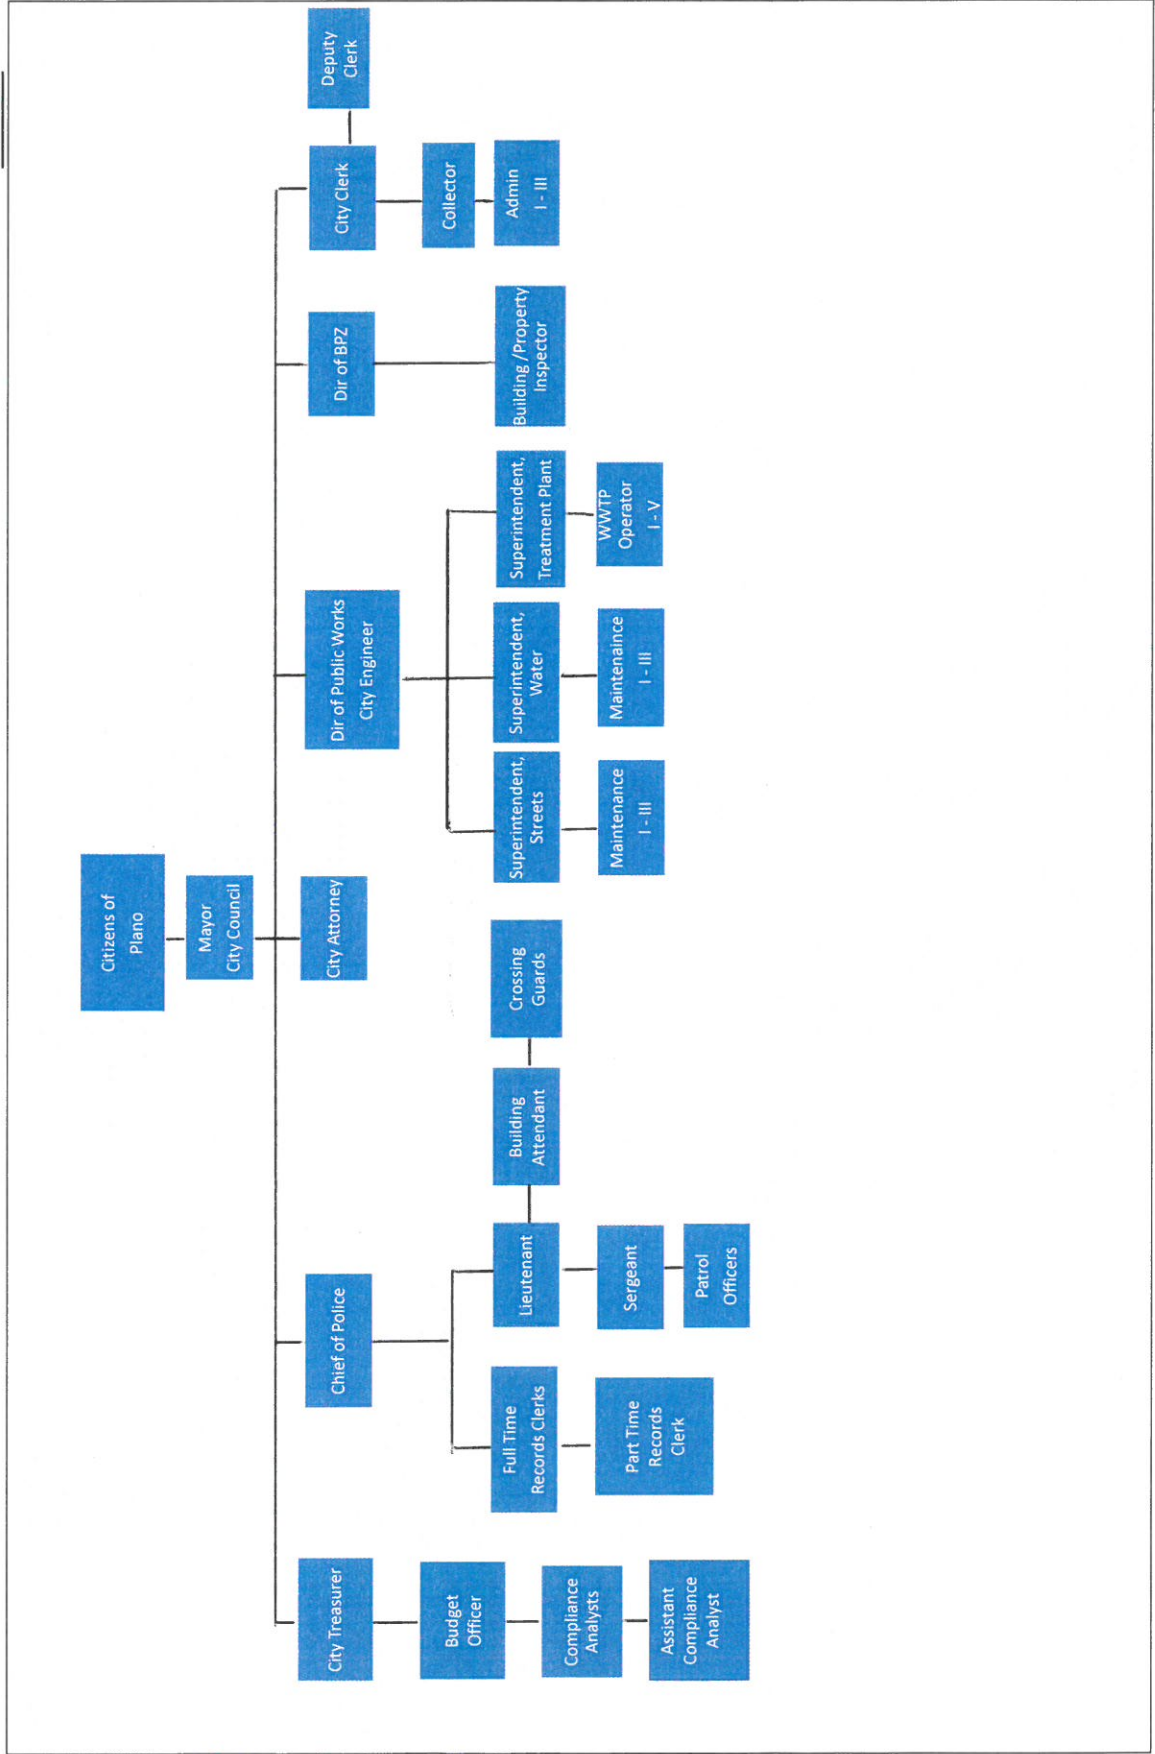 Citizens of
Plano
Mayor
City Council
City Treasurer
Chief of Police
City Attorney
Dir of Public Works
City Engineer
Dir of BPZ
City Clerk
Deputy
Clerk
Budget
Officer
Compliance
Analysts
Assistant
Compliance
Analyst
Full Time
Records Clerks
Part Time
Records
Clerk
Lieutenant
Sergeant
Patrol
Officers
Building
Attendant
Crossing
Guards
Superintendent,
Streets
Maintenance
I - III
Superintendent,
Water
Maintenaince
I - III
Superintendent,
Treatment Plant
WWTP
Operator
I - V
Building /Property
Inspector
Collector
Admin
I - III